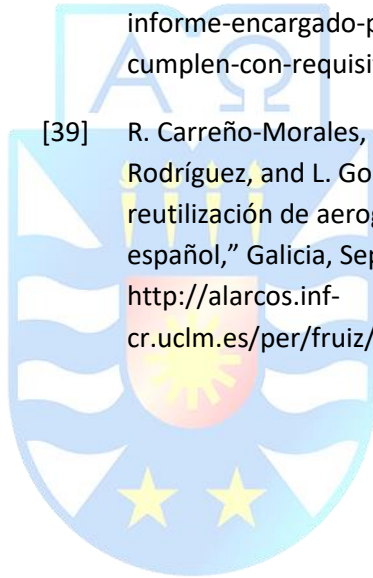 informe-encargado-p
cumplen-con-requisi
[39] R. Carreño-Morales,
Rodríguez, and L. Go
reutilización de aerog
español,” Galicia, Sep
http://alarcos.inf-
cr.uclm.es/per/fruiz/
Α Ω